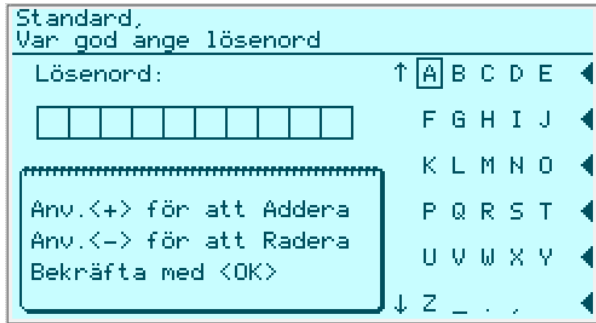 Standard,
Var god ange lösenord
Lösenord:
↑ A B C D E
F G H I J
K L M N O
Anv.<+> för att Addera
Anv.<-> för att Radera
Bekräfta med <OK>
P Q R S T
U V W X Y
↓ Z _ . ,